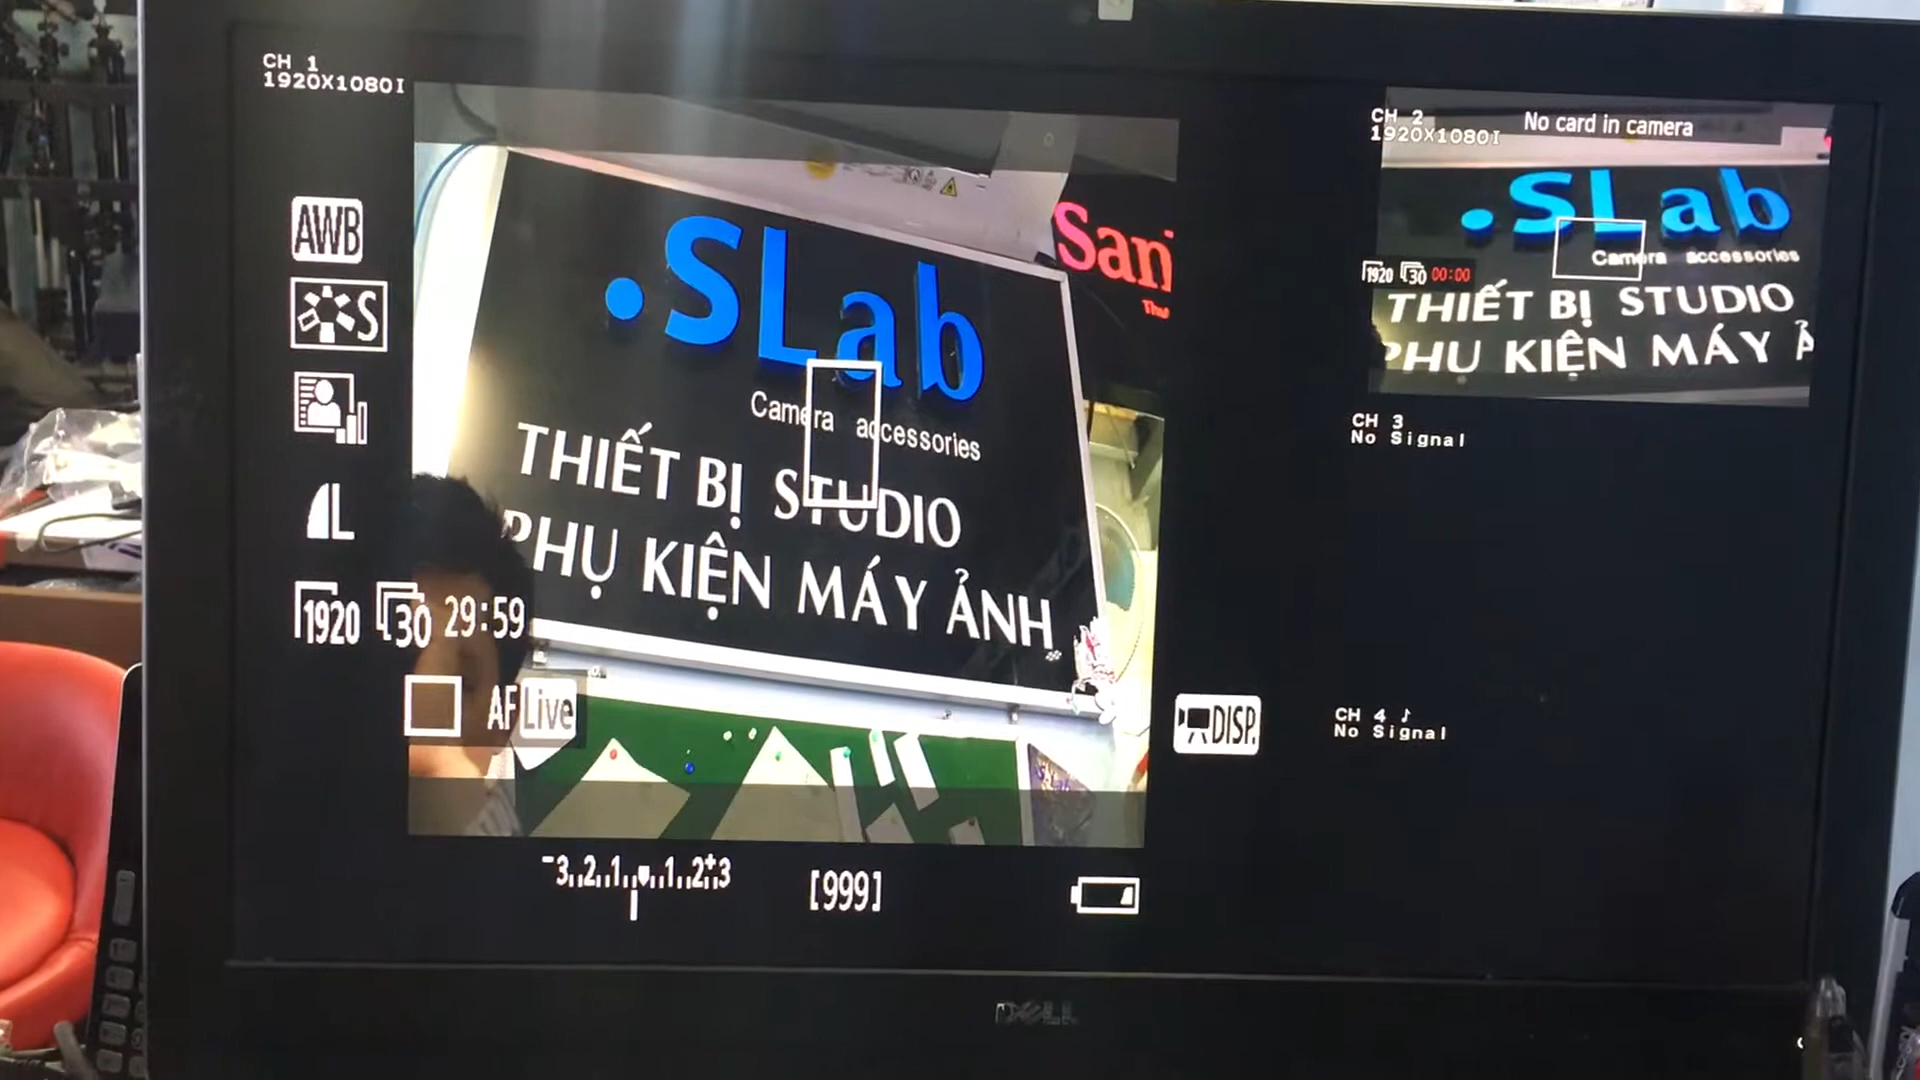 CH 1
1920X1080I
AWB
S
L
1920 30 29:59
AF Live
.SLab
Camera accessories
THIẾT BỊ STUDIO
PHỤ KIỆN MÁY ẢNH
San
DISP.
-3..2..1..1..2..+3
[999]
CH 2
1920X1080I
No card in camera
.SLab
Camera accessories
1920 30 00:00
THIẾT BỊ STUDIO
PHỤ KIỆN MÁY Ả
CH 3
No Signal
CH 4 ♪
No Signal
DELL